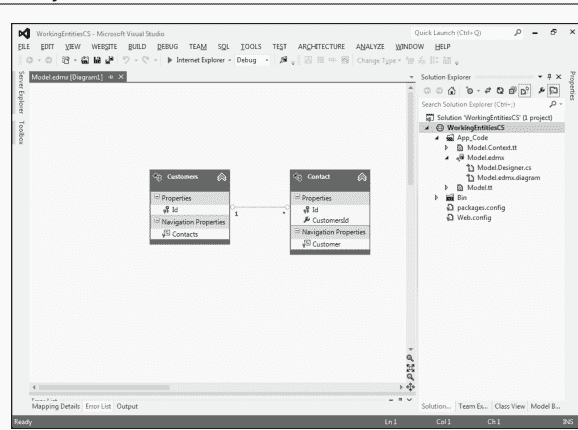 WorkingEntitiesCS - Microsoft Visual Studio
Quick Launch (Ctrl+Q)
FILE EDIT VIEW WEBSITE BUILD DEBUG TEAM SQL TOOLS TEST ARCHITECTURE ANALYZE WINDOW HELP
Internet Explorer Debug Change Type
Server Explorer
Toolbox
Model.edmx [Diagram1]
Customers
Properties
Id
Navigation Properties
Contacts
1
*
Contact
Properties
Id
CustomersId
Navigation Properties
Customer
Solution Explorer
Search Solution Explorer (Ctrl+;)
Solution 'WorkingEntitiesCS' (1 project)
WorkingEntitiesCS
App_Code
Model.Context.tt
Model.edmx
Model.Designer.cs
Model.edmx.diagram
Model.tt
Bin
packages.config
Web.config
Properties
Error List
Mapping Details Error List Output
Solution... Team Ex... Class View Model B...
Ready Ln 1 Col 1 Ch 1 INS